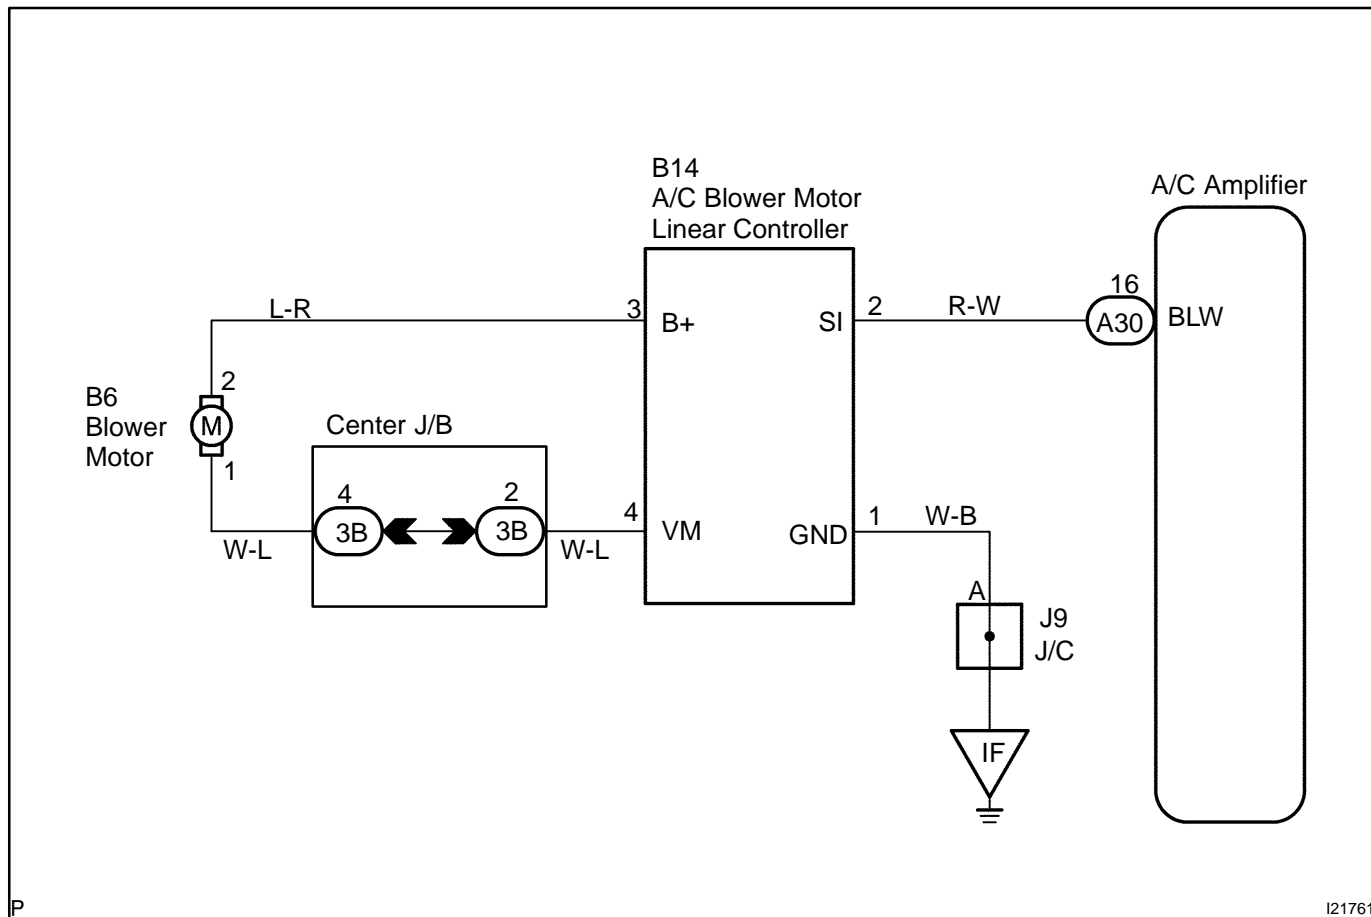 B14
A/C Blower Motor
Linear Controller
A/C Amplifier
L-R
3
B+
SI
2
R-W
16
A30
BLW
B6
Blower
Motor
2
M
1
Center J/B
4
3B
2
3B
W-L
W-L
4
VM
GND
1
W-B
A
J9
J/C
IF
P
I21761